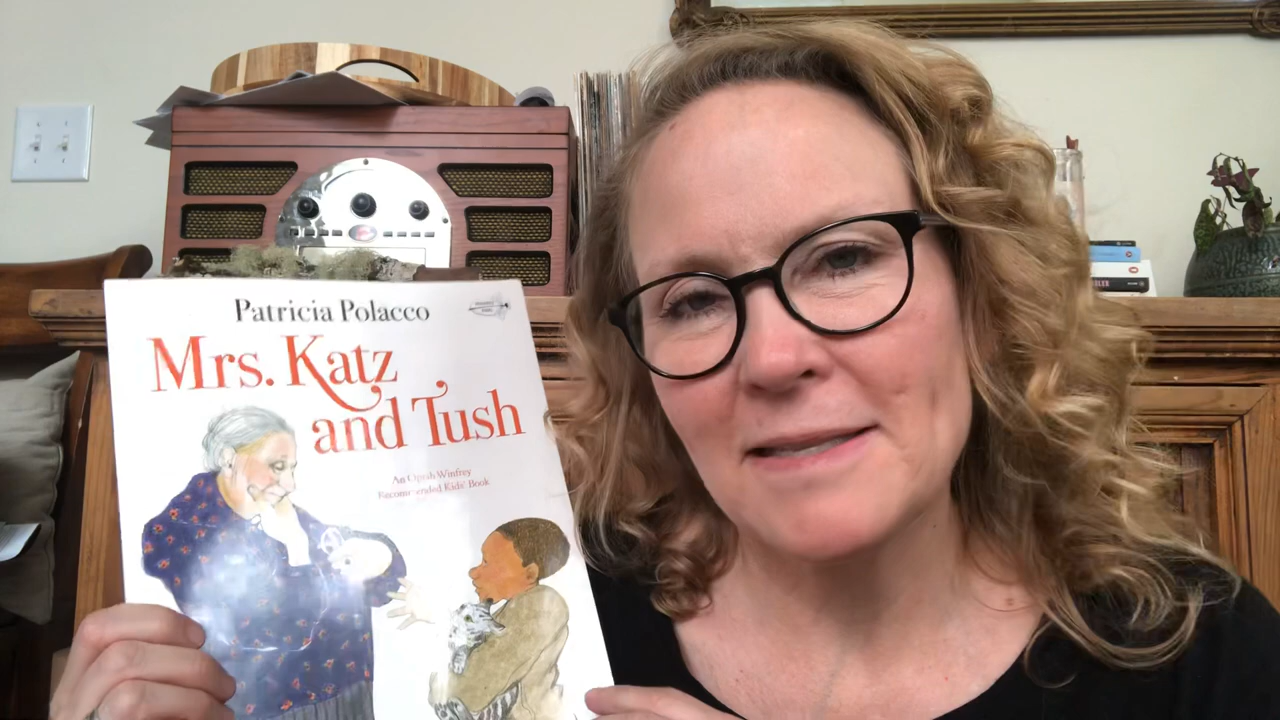 Patricia Polacco
Mrs. Katz
and Tush
An Oprah Winfrey
Recommended Kids' Book